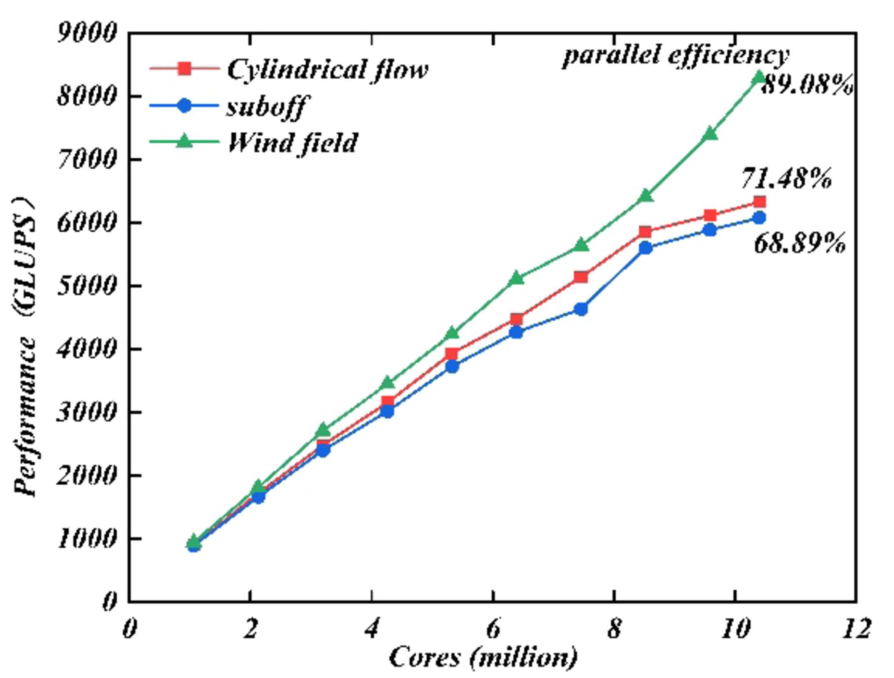 9000
8000
7000
6000
5000
4000
3000
2000
1000
0
Performance (GLUPS)
Cylindrical flow
suboff
Wind field
parallel efficiency
89.08%
71.48%
68.89%
0 2 4 6 8 10 12
Cores (million)